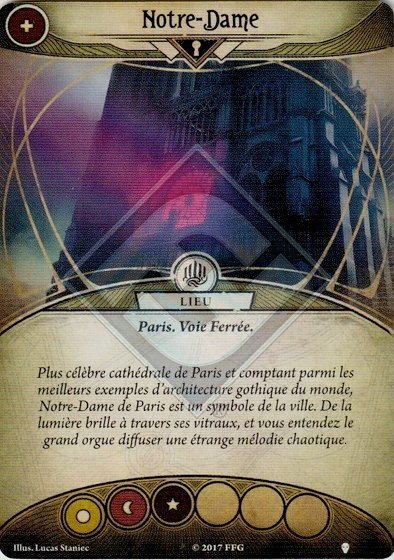 Notre-Dame
LIEU
Paris. Voie Ferrée.
Plus célèbre cathédrale de Paris et comptant parmi les
meilleurs exemples d'architecture gothique du monde,
Notre-Dame de Paris est un symbole de la ville. De la
lumière brille à travers ses vitraux, et vous entendez le
grand orgue diffuser une étrange mélodie chaotique.
Illus. Lucas Staniec
© 2017 FFG